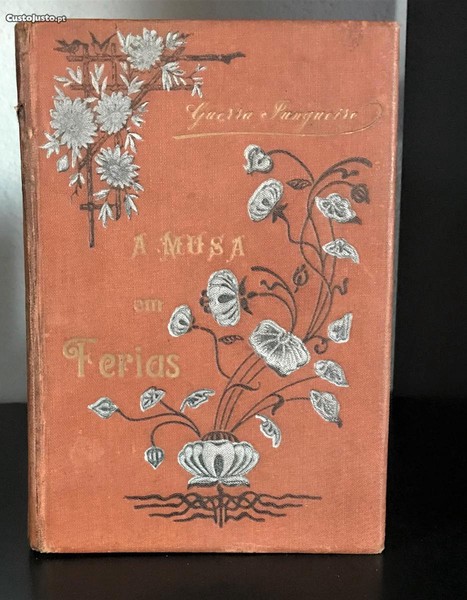 CustoJusto.pt
Guerra Junqueiro
A MUSA
em
Ferias